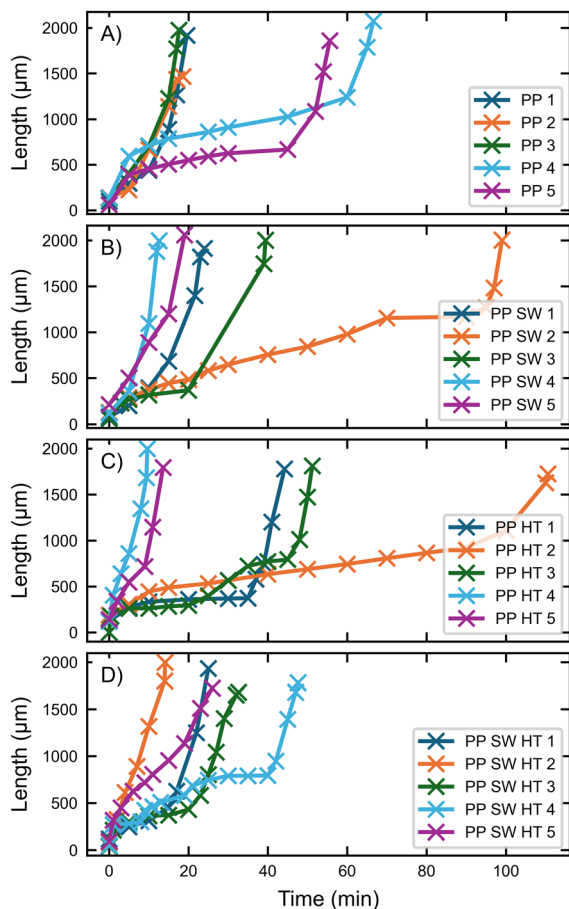 A)
2000
1500
1000
500
0
Length (µm)
PP 1
PP 2
PP 3
PP 4
PP 5
B)
2000
1500
1000
500
0
Length (µm)
PP SW 1
PP SW 2
PP SW 3
PP SW 4
PP SW 5
C)
2000
1500
1000
500
0
Length (µm)
PP HT 1
PP HT 2
PP HT 3
PP HT 4
PP HT 5
D)
2000
1500
1000
500
0
Length (µm)
PP SW HT 1
PP SW HT 2
PP SW HT 3
PP SW HT 4
PP SW HT 5
0 20 40 60 80 100
Time (min)